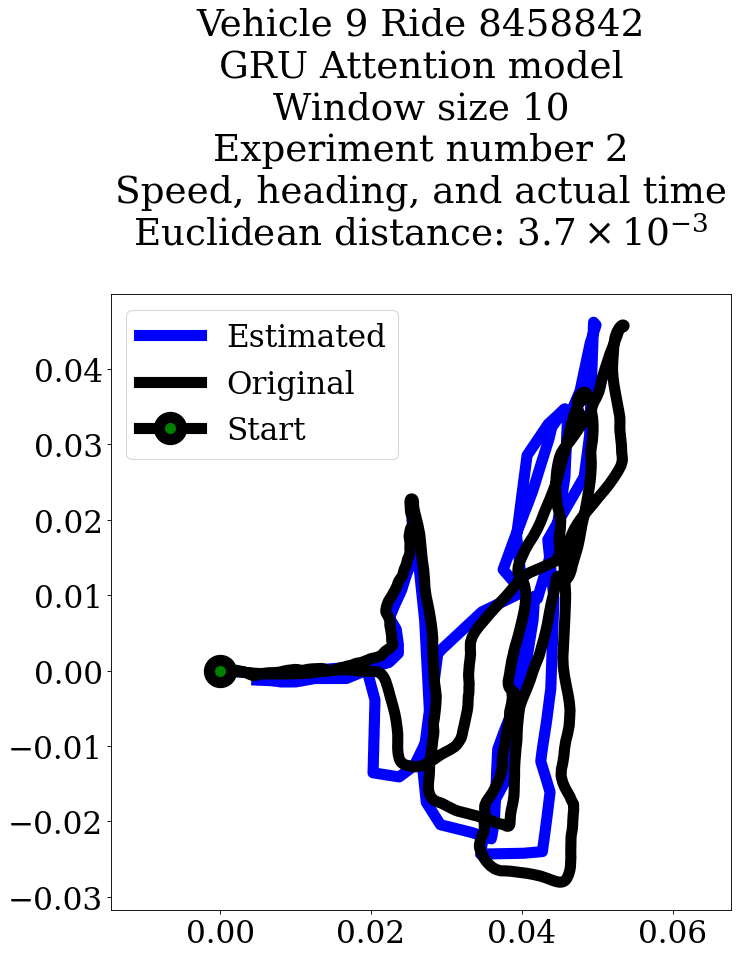 Vehicle 9 Ride 8458842
GRU Attention model
Window size 10
Experiment number 2
Speed, heading, and actual time
Euclidean distance: 3.7 × 10⁻³
Estimated
Original
Start
0.04
0.03
0.02
0.01
0.00
−0.01
−0.02
−0.03
0.00 0.02 0.04 0.06